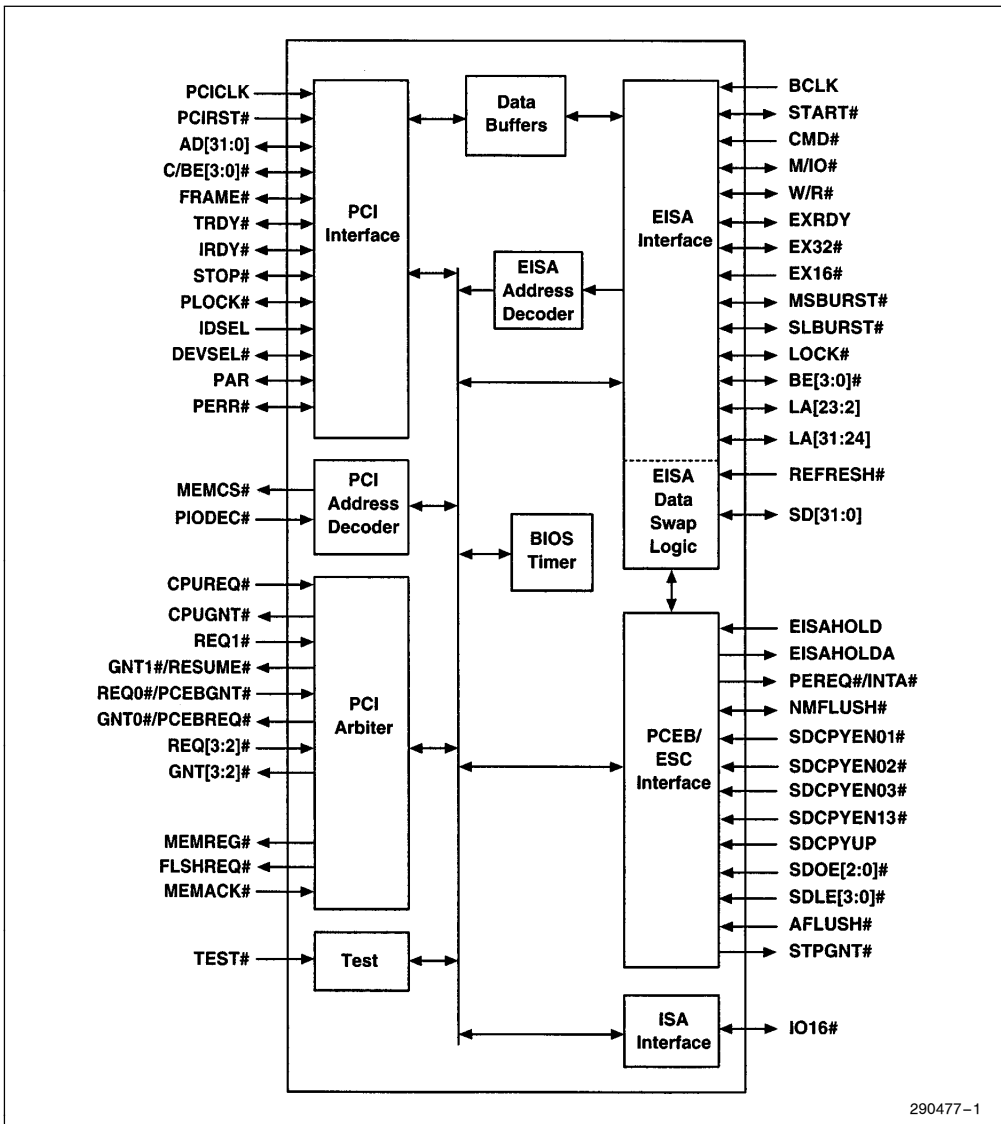 PCICLK
PCIRST#
AD[31:0]
C/BE[3:0]#
FRAME#
TRDY#
IRDY#
STOP#
PLOCK#
IDSEL
DEVSEL#
PAR
PERR#
MEMCS#
PIODEC#
CPUREQ#
CPUGNT#
REQ1#
GNT1#/RESUME#
REQ0#/PCEBGNT#
GNT0#/PCEBREQ#
REQ[3:2]#
GNT[3:2]#
MEMREG#
FLSHREQ#
MEMACK#
TEST#
PCI
Interface
PCI
Address
Decoder
PCI
Arbiter
Test
Data
Buffers
EISA
Address
Decoder
BIOS
Timer
EISA
Interface
EISA
Data
Swap
Logic
PCEB/
ESC
Interface
ISA
Interface
BCLK
START#
CMD#
M/IO#
W/R#
EXRDY
EX32#
EX16#
MSBURST#
SLBURST#
LOCK#
BE[3:0]#
LA[23:2]
LA[31:24]
REFRESH#
SD[31:0]
EISAHOLD
EISAHOLDA
PEREQ#/INTA#
NMFLUSH#
SDCPYEN01#
SDCPYEN02#
SDCPYEN03#
SDCPYEN13#
SDCPYUP
SDOE[2:0]#
SDLE[3:0]#
AFLUSH#
STPGNT#
IO16#
290477–1